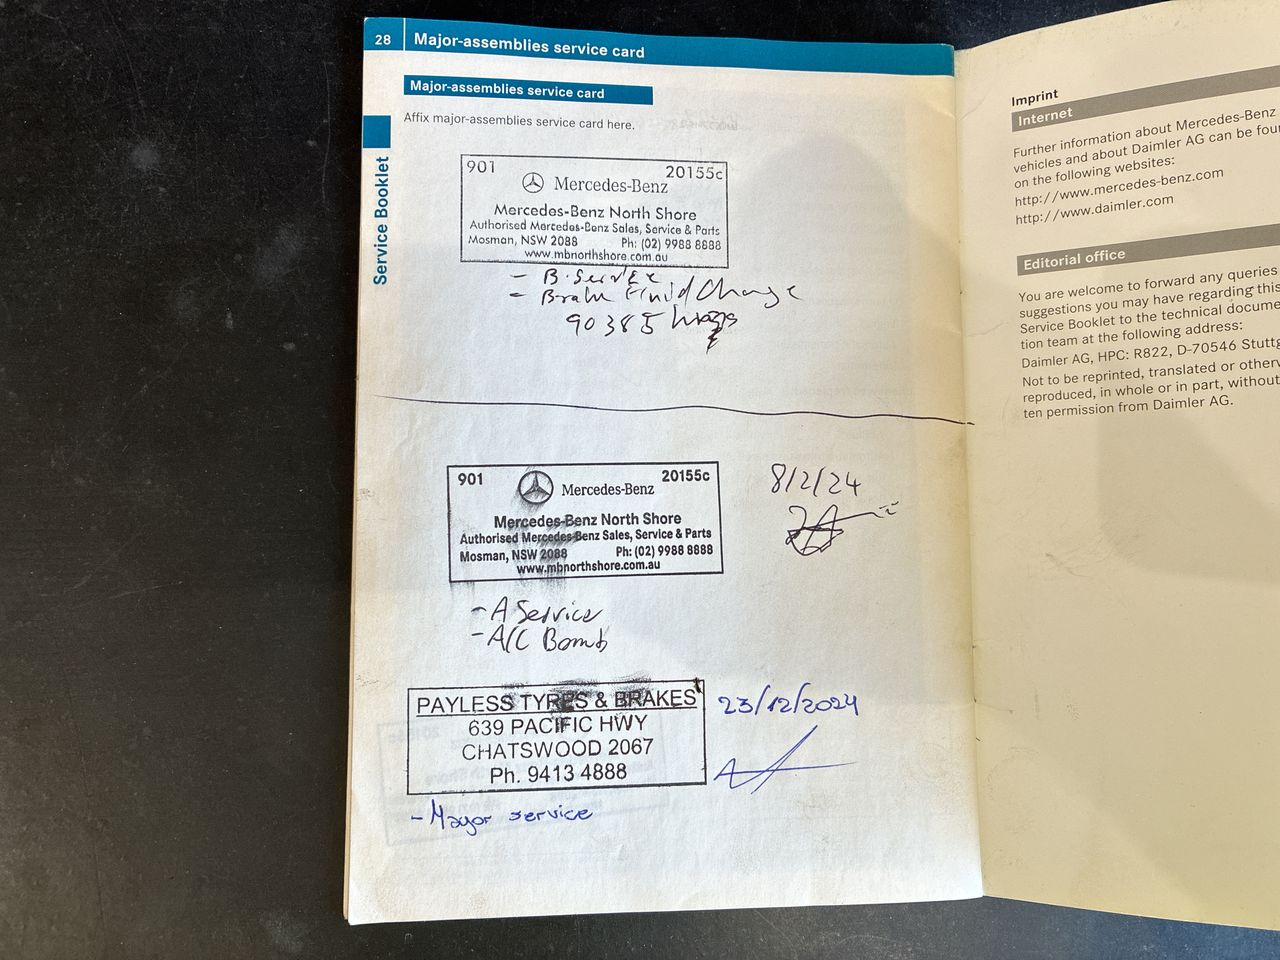 28 Major-assemblies service card
Major-assemblies service card
Affix major-assemblies service card here.
Service Booklet
901 20155c
Mercedes-Benz
Mercedes-Benz North Shore
Authorised Mercedes-Benz Sales, Service & Parts
Mosman, NSW 2088 Ph: (02) 9988 8888
www.mbnorthshore.com.au
- B-Service
- Brake Fluid Change
90385
901 20155c
Mercedes-Benz
Mercedes-Benz North Shore
Authorised Mercedes-Benz Sales, Service & Parts
Mosman, NSW 2088 Ph: (02) 9988 8888
www.mbnorthshore.com.au
8/2/24
- A Service
- A/C Bomb
PAYLESS TYRES & BRAKES
639 PACIFIC HWY
CHATSWOOD 2067
Ph. 9413 4888
23/12/2024
- Mayor service
Imprint
Internet
Further information about Mercedes-Benz
vehicles and about Daimler AG can be fou
on the following websites:
http://www.mercedes-benz.com
http://www.daimler.com
Editorial office
You are welcome to forward any queries
suggestions you may have regarding this
Service Booklet to the technical docume
tion team at the following address:
Daimler AG, HPC: R822, D-70546 Stuttg
Not to be reprinted, translated or otherw
reproduced, in whole or in part, without
ten permission from Daimler AG.